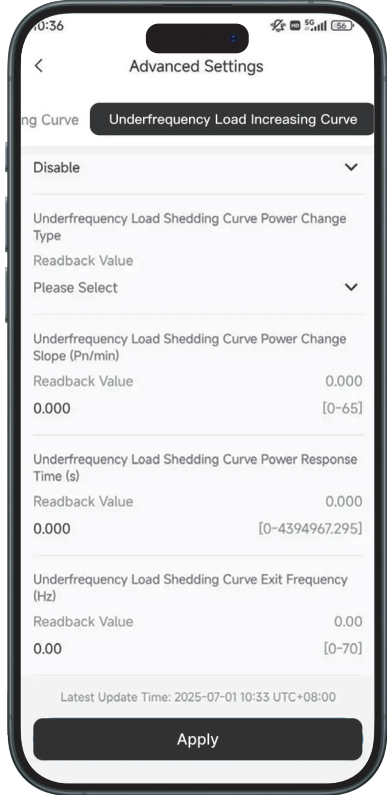 0:36
5G
56
Advanced Settings
ng Curve
Underfrequency Load Increasing Curve
Disable
Underfrequency Load Shedding Curve Power Change
Type
Readback Value
Please Select
Underfrequency Load Shedding Curve Power Change
Slope (Pn/min)
Readback Value 0.000
0.000 [0-65]
Underfrequency Load Shedding Curve Power Response
Time (s)
Readback Value 0.000
0.000 [0-4394967.295]
Underfrequency Load Shedding Curve Exit Frequency
(Hz)
Readback Value 0.00
0.00 [0-70]
Latest Update Time: 2025-07-01 10:33 UTC+08:00
Apply